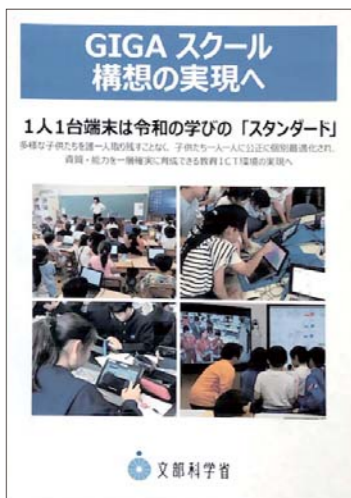 GIGA スクール
構想の実現へ
1人1台端末は令和の学びの「スタンダード」
多様な子供たちを誰一人取り残すことなく、子供たち一人一人に公正に個別最適化され、
資質・能力を一層確実に育成できる教育ICT環境の実現へ
文部科学省